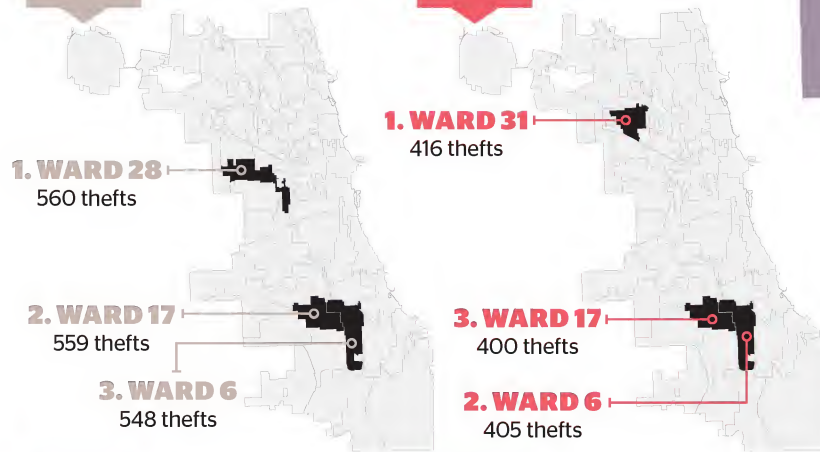 1. WARD 28
560 thefts
2. WARD 17
559 thefts
3. WARD 6
548 thefts
1. WARD 31
416 thefts
3. WARD 17
400 thefts
2. WARD 6
405 thefts